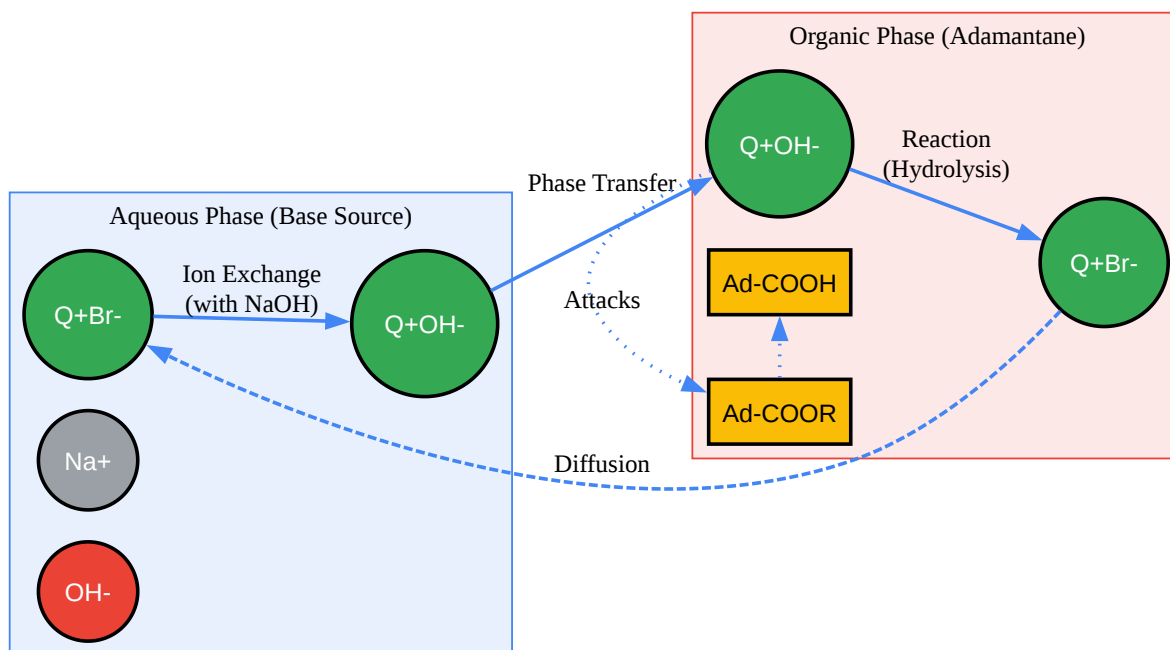 Organic Phase (Adamantane)
Q+OH-
Reaction
(Hydrolysis)
Phase Transfer
Aqueous Phase (Base Source)
Q+Br-
Ion Exchange
(with NaOH)
Q+OH-
Attacks
Ad-COOH
Q+Br-
Ad-COOR
Na+
Diffusion
OH-